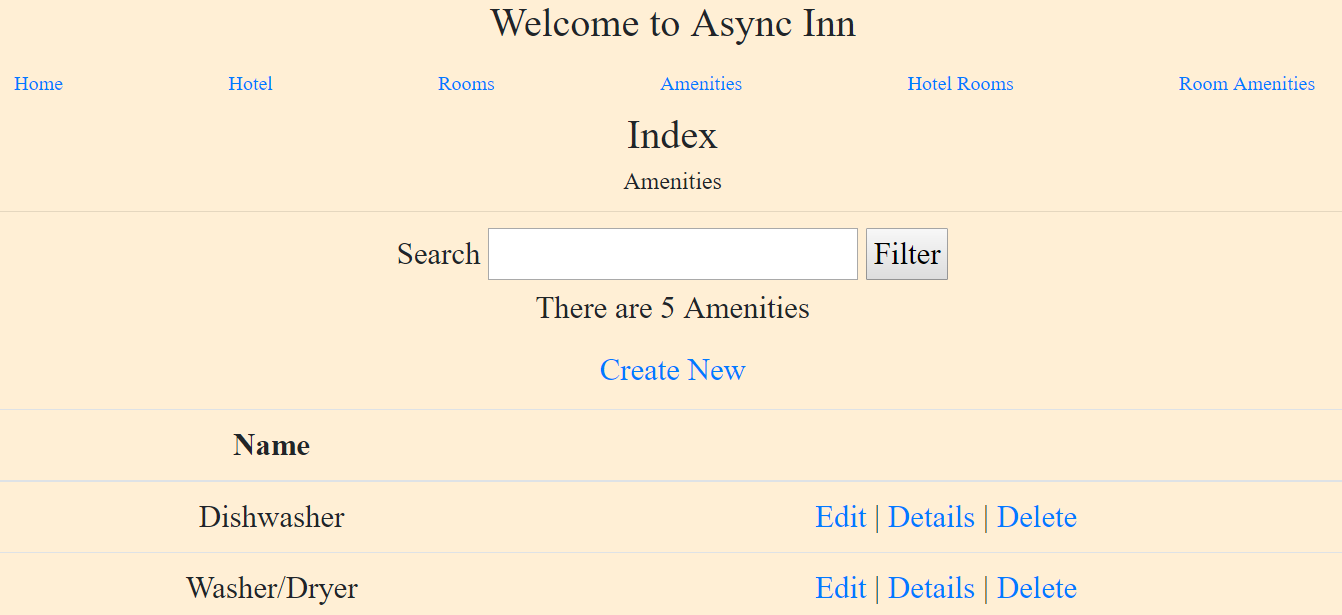 Welcome to Async Inn
Home Hotel Rooms Amenities Hotel Rooms Room Amenities
Index
Amenities
Search Filter
There are 5 Amenities
Create New
Name
Dishwasher Edit | Details | Delete
Washer/Dryer Edit | Details | Delete